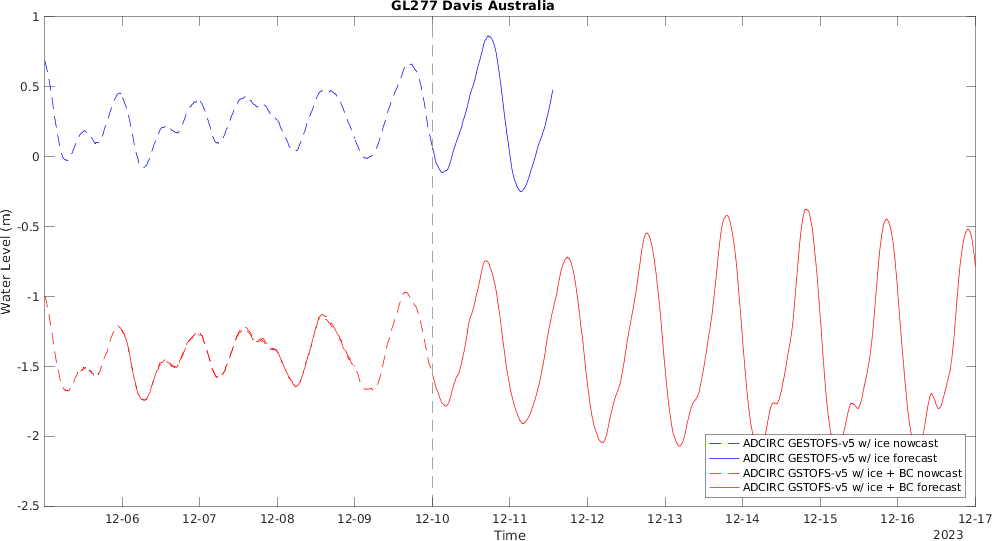 GL277 Davis Australia
1
0.5
0
-0.5
-1
-1.5
-2
-2.5
Water Level (m)
ADCIRC GESTOFS-v5 w/ ice nowcast
ADCIRC GESTOFS-v5 w/ ice forecast
ADCIRC GSTOFS-v5 w/ ice + BC nowcast
ADCIRC GSTOFS-v5 w/ ice + BC forecast
12-06 12-07 12-08 12-09 12-10 12-11 12-12 12-13 12-14 12-15 12-16 12-17
Time
2023